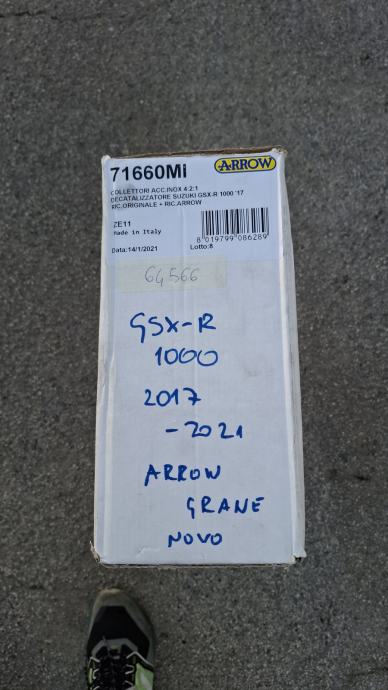 71660Mi
ARROW
COLLETTORI ACC.INOX 4:2:1
DECATALIZZATORE SUZUKI GSX-R 1000 '17
RIC.ORIGINALE + RIC.ARROW
ZE11
Made in Italy
8 019799 086289
Data:14/1/2021
Lotto:8
64566
GSX-R
1000
2017
-2021
ARROW
GRANE
NOVO